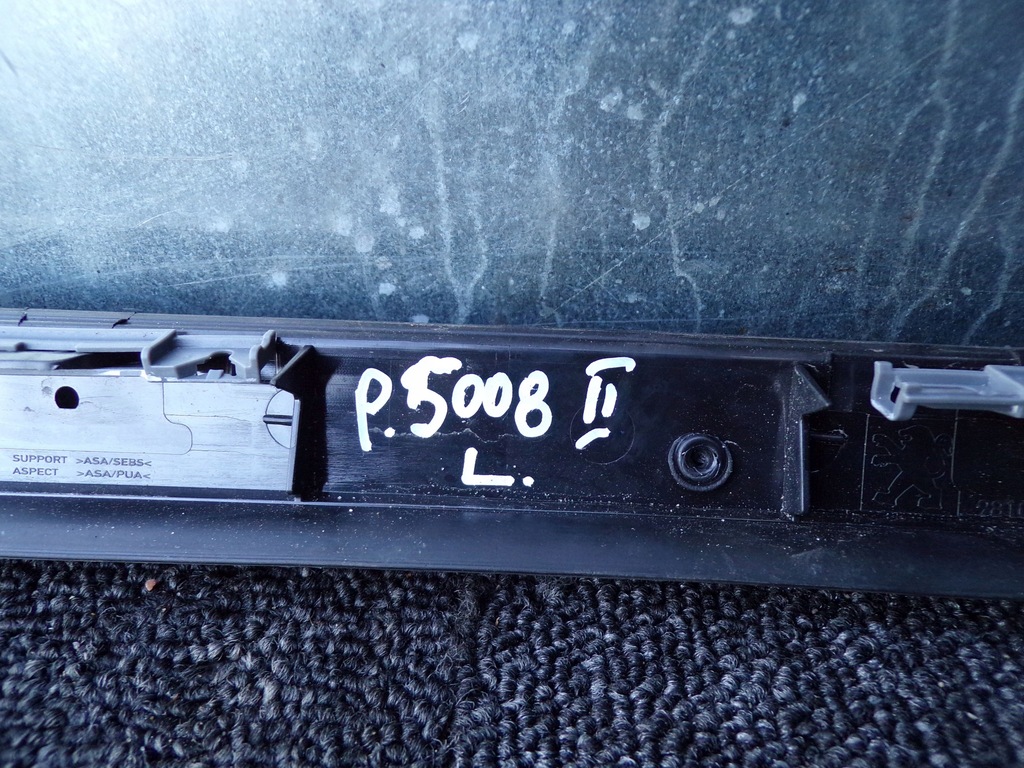 P.5008 II
L.
SUPPORT >ASA/SEBS<
ASPECT >ASA/PUA<